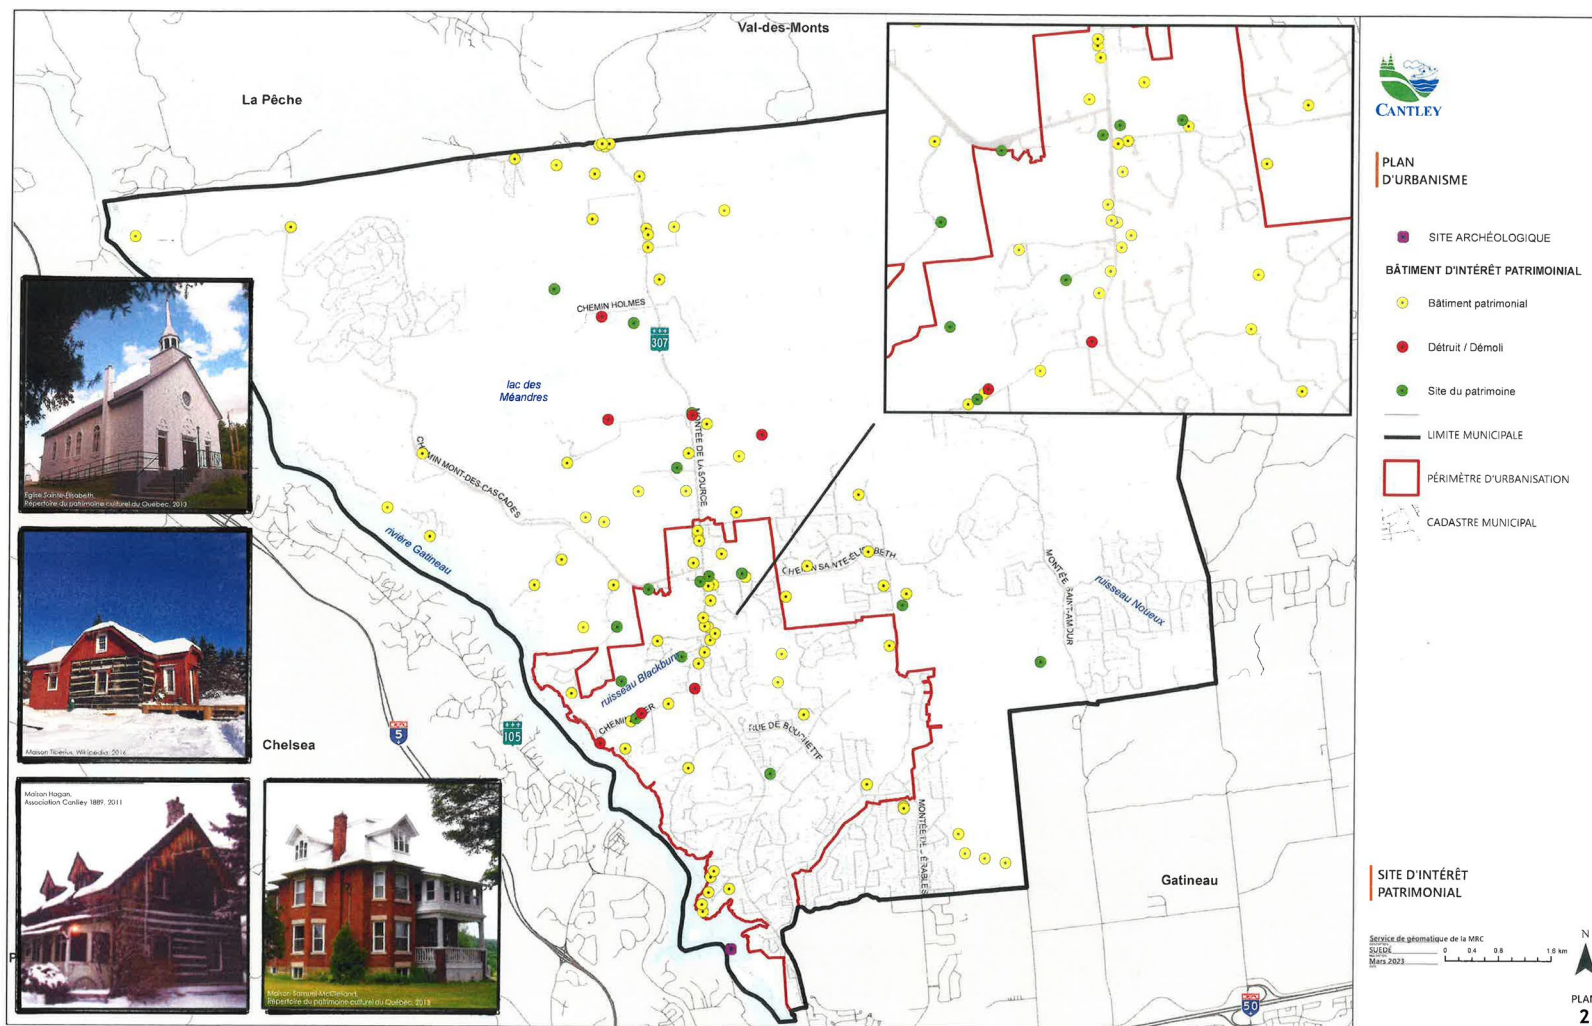 Val-des-Monts
La Pêche
CHEMIN HOLMES
307
lac des
Méandres
MONTÉE DE LA SOURCE
CHEMIN MONT-DES-CASCADES
rivière Gatineau
CHEMIN SAINTE-ÉLISABETH
MONTÉE SAINT-AMOUR
ruisseau Noueux
ruisseau Blackburn
RUE DE BOUCHETTE
5
105
Chelsea
Gatineau
50
Église Sainte-Élisabeth,
Répertoire du patrimoine culturel du Québec, 2013
Maison Tiberius, Wikipédia, 2016
Maison Hogan,
Association Cantley 1889, 2011
Maison Samuel-McClelland,
Répertoire du patrimoine culturel du Québec, 2013
CANTLEY
PLAN
D'URBANISME
SITE ARCHÉOLOGIQUE
BÂTIMENT D'INTÉRÊT PATRIMOINIAL
Bâtiment patrimonial
Détruit / Démoli
Site du patrimoine
LIMITE MUNICIPALE
PÉRIMÈTRE D'URBANISATION
CADASTRE MUNICIPAL
SITE D'INTÉRÊT
PATRIMONIAL
Service de géomatique de la MRC
SUEDE
Mars 2023
0 0.4 0.8 1.6 km
N
PLAN
2